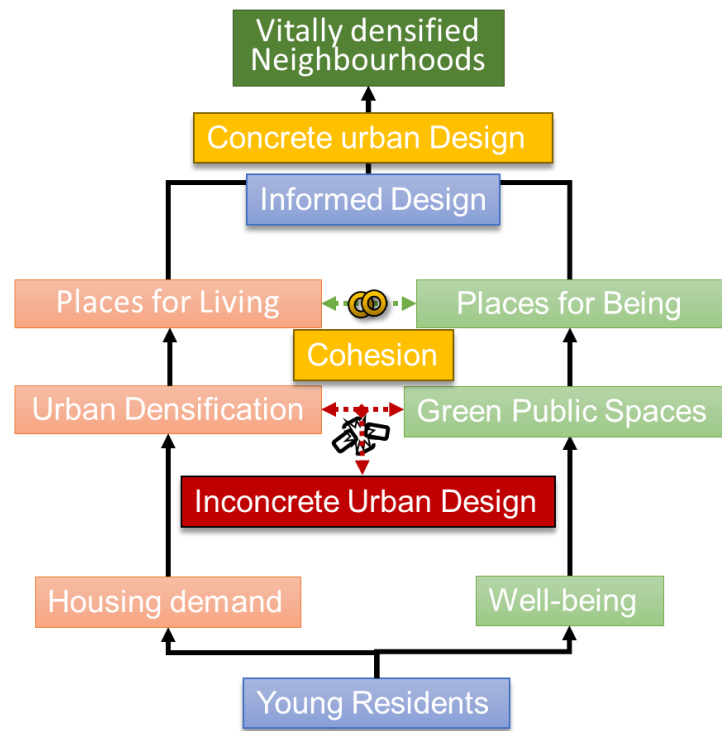 Vitally densified
Neighbourhoods
Concrete urban Design
Informed Design
Places for Living
Places for Being
Cohesion
Urban Densification
Green Public Spaces
Inconcrete Urban Design
Housing demand
Well-being
Young Residents